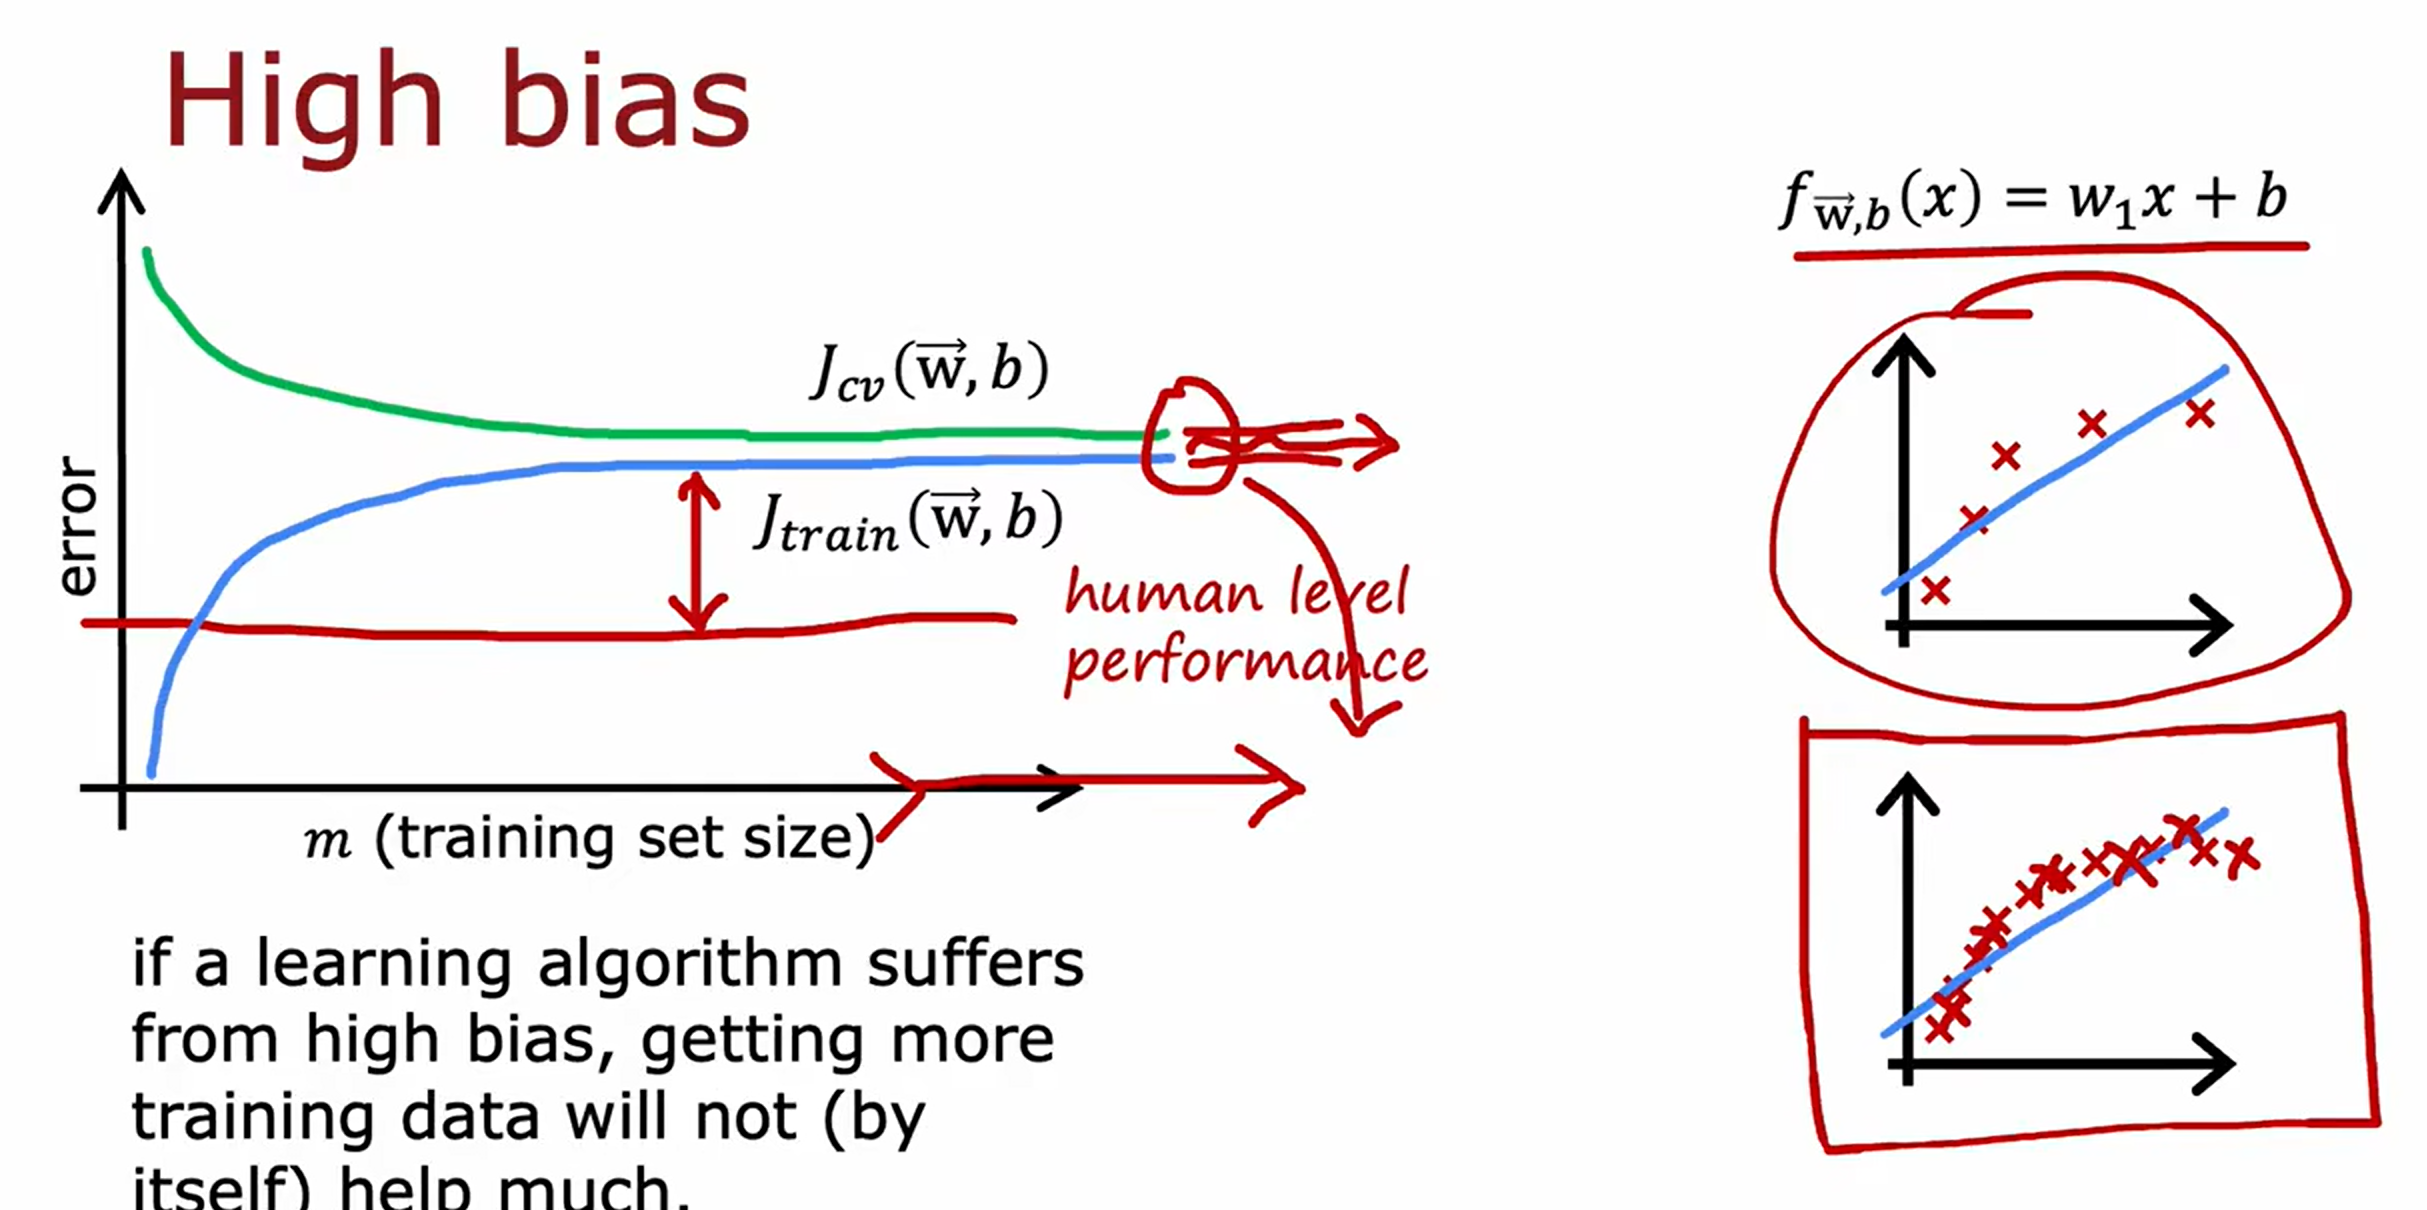 High bias
f_{\vec{w},b}(x) = w_1x + b
J_{cv}(\vec{w}, b)
error
J_{train}(\vec{w}, b)
human level
performance
m (training set size)
if a learning algorithm suffers
from high bias, getting more
training data will not (by
itself) help much.